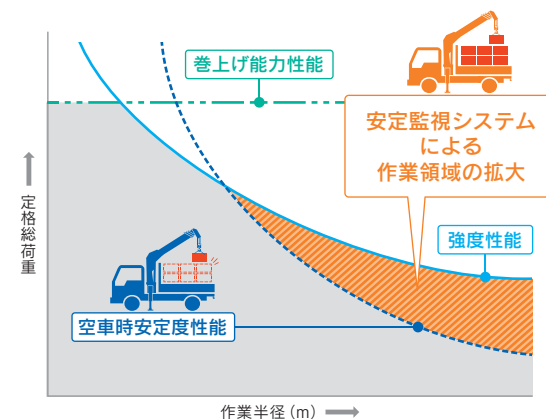 巻上げ能力性能
安定監視システム
による
作業領域の拡大
強度性能
空車時安定度性能
定格総荷重
作業半径（m）